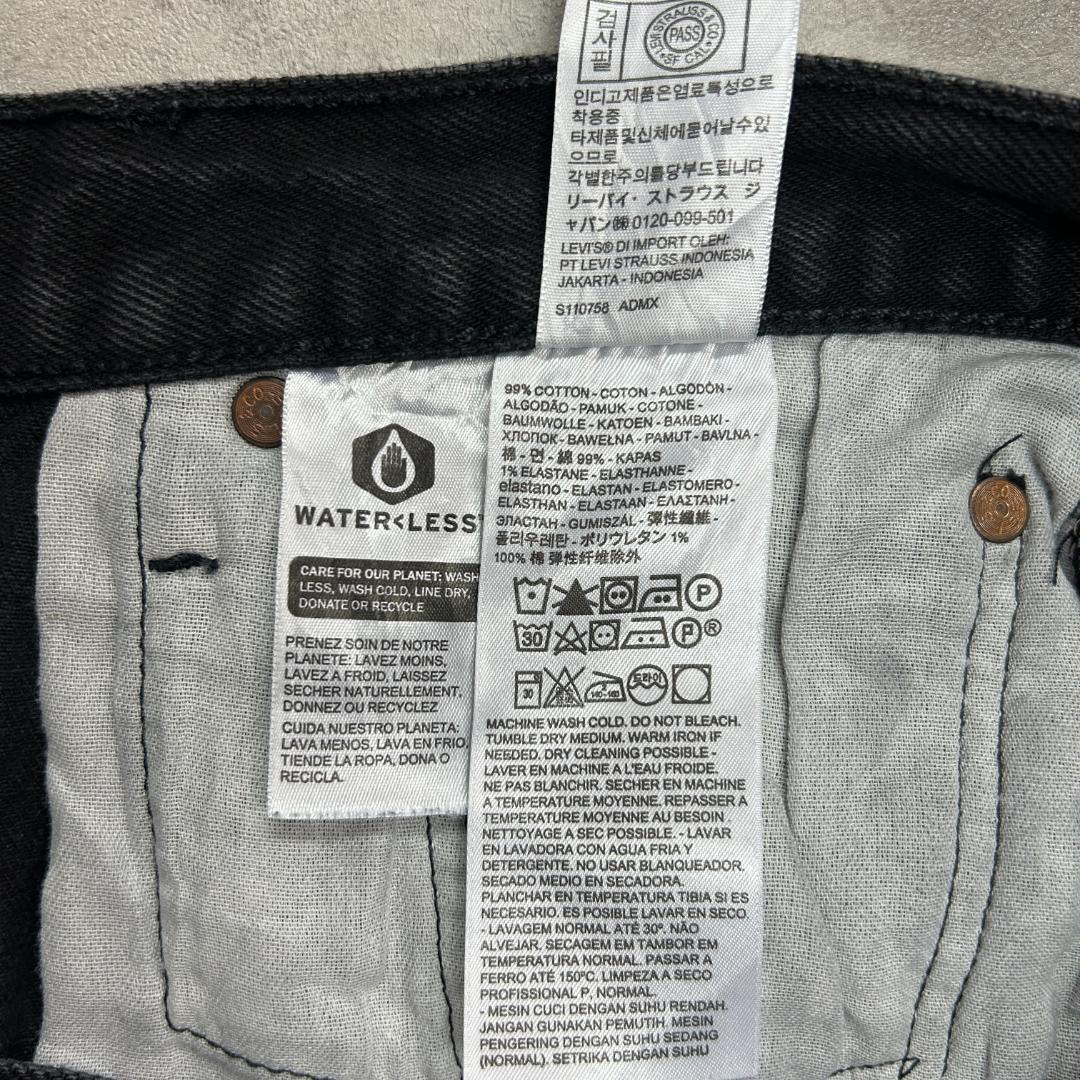 검
사
필
LEVI STRAUSS & CO
PASS
SF CAL
인디고제품은염료특성으로
착용중
타제품및신체에묻어날수있
으므로
각별한주의를당부드립니다
リーバイ・ストラウス ジ
ャパン㈱0120-099-501
LEVI'S® DI IMPORT OLEH:
PT LEVI STRAUSS INDONESIA
JAKARTA - INDONESIA
S110758 ADMX
& CO
CO
WATER<LESS
CARE FOR OUR PLANET: WASH
LESS, WASH COLD, LINE DRY,
DONATE OR RECYCLE
PRENEZ SOIN DE NOTRE
PLANETE: LAVEZ MOINS,
LAVEZ A FROID, LAISSEZ
SECHER NATURELLEMENT,
DONNEZ OU RECYCLEZ
CUIDA NUESTRO PLANETA:
LAVA MENOS, LAVA EN FRIO,
TIENDE LA ROPA, DONA O
RECICLA.
99% COTTON - COTON - ALGODÓN -
ALGODÃO - PAMUK - COTONE -
BAUMWOLLE - KATOEN - BAMBAKI -
ХЛОПОК - BAWEŁNA - PAMUT - BAVLNA -
棉 - 면 - 綿 99% - KAPAS
1% ELASTANE - ELASTHANNE -
elastano - ELASTAN - ELASTOMERO -
ELASTHAN - ELASTAAN - ΕΛΑΣΤΑΝΗ -
ЭЛАСТАН - GUMISZÁL - 弹性纖維 -
폴리우레탄 - ポリウレタン 1%
100% 棉 弹性纤维除外
P
30 P®
30 140-160 드라이
MACHINE WASH COLD. DO NOT BLEACH.
TUMBLE DRY MEDIUM. WARM IRON IF
NEEDED. DRY CLEANING POSSIBLE -
LAVER EN MACHINE A L'EAU FROIDE.
NE PAS BLANCHIR. SECHER EN MACHINE
A TEMPERATURE MOYENNE. REPASSER A
TEMPERATURE MOYENNE AU BESOIN
NETTOYAGE A SEC POSSIBLE. - LAVAR
EN LAVADORA CON AGUA FRIA Y
DETERGENTE. NO USAR BLANQUEADOR.
SECADO MEDIO EN SECADORA.
PLANCHAR EN TEMPERATURA TIBIA SI ES
NECESARIO. ES POSIBLE LAVAR EN SECO.
- LAVAGEM NORMAL ATÉ 30º. NÃO
ALVEJAR. SECAGEM EM TAMBOR EM
TEMPERATURA NORMAL. PASSAR A
FERRO ATÉ 150ºC. LIMPEZA A SECO
PROFISSIONAL P, NORMAL.
- MESIN CUCI DENGAN SUHU RENDAH.
JANGAN GUNAKAN PEMUTIH. MESIN
PENGERING DENGAN SUHU SEDANG
(NORMAL). SETRIKA DENGAN SUHU